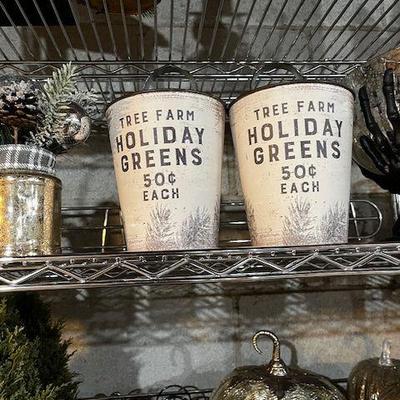 TREE FARM
HOLIDAY
GREENS
50¢
EACH
TREE FARM
HOLIDAY
GREENS
50¢
EACH